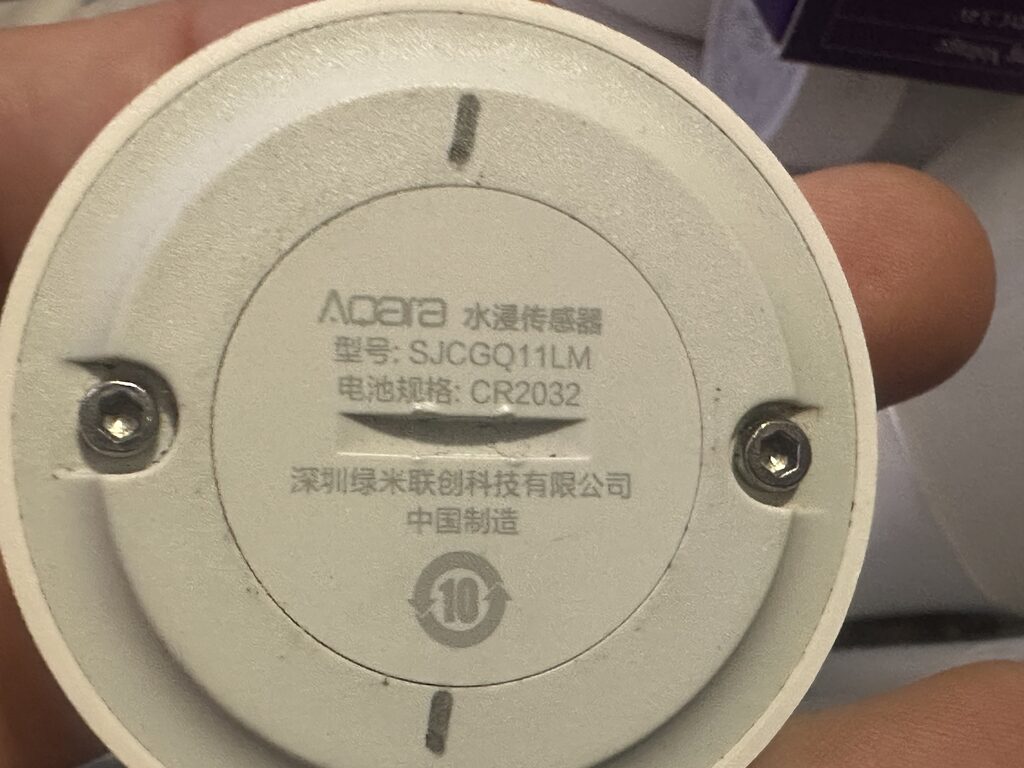 Aqara 水浸传感器
型号: SJCGQ11LM
电池规格: CR2032
深圳绿米联创科技有限公司
中国制造
10